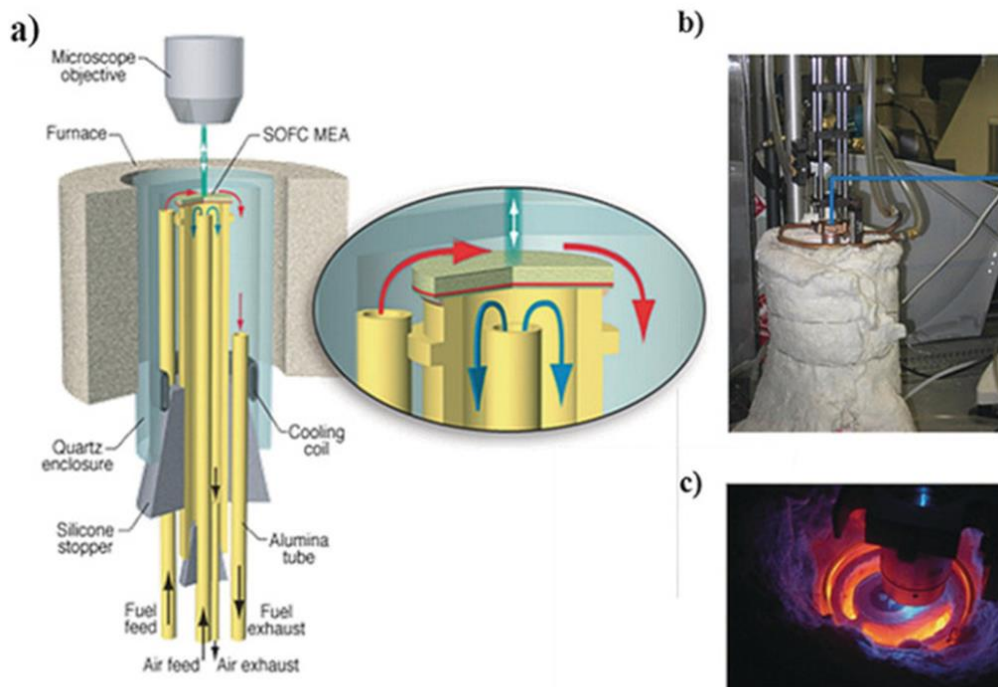 a)
Microscope
objective
Furnace
SOFC MEA
Quartz
enclosure
Cooling
coil
Silicone
stopper
Alumina
tube
Fuel
feed
Fuel
exhaust
Air feed
Air exhaust
b)
c)